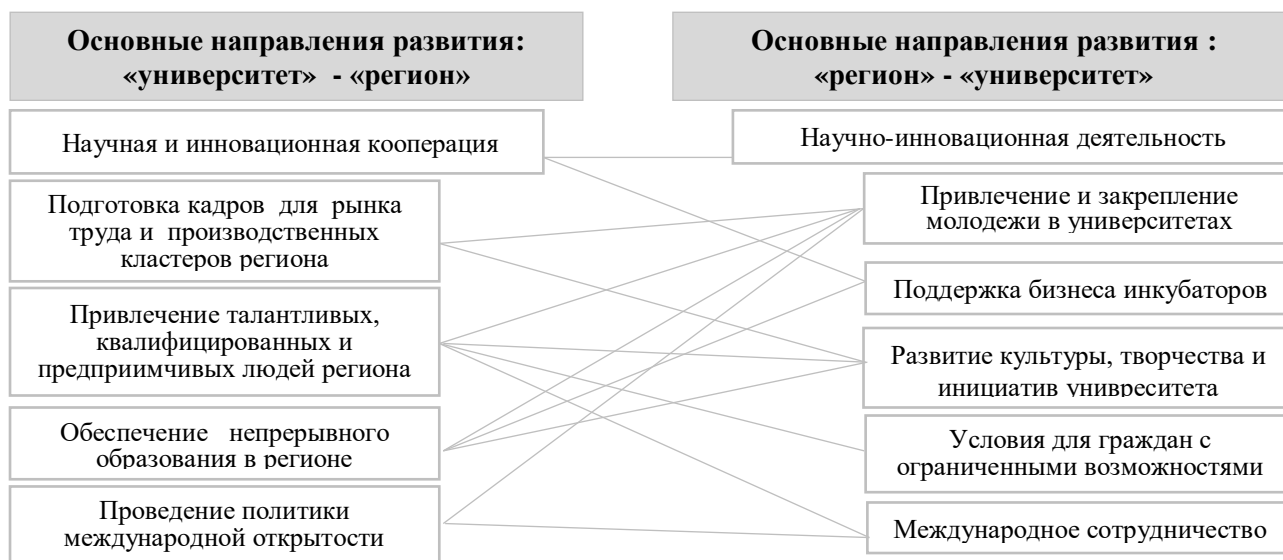 Основные направления развития:
«университет» - «регион»
Научная и инновационная кооперация
Подготовка кадров для рынка
труда и производственных
кластеров региона
Привлечение талантливых,
квалифицированных и
предприимчивых людей региона
Обеспечение непрерывного
образования в регионе
Проведение политики
международной открытости
Основные направления развития :
«регион» - «университет»
Научно-инновационная деятельность
Привлечение и закрепление
молодежи в университетах
Поддержка бизнеса инкубаторов
Развитие культуры, творчества и
инициатив унивреситета
Условия для граждан с
ограниченными возможностями
Международное сотрудничество